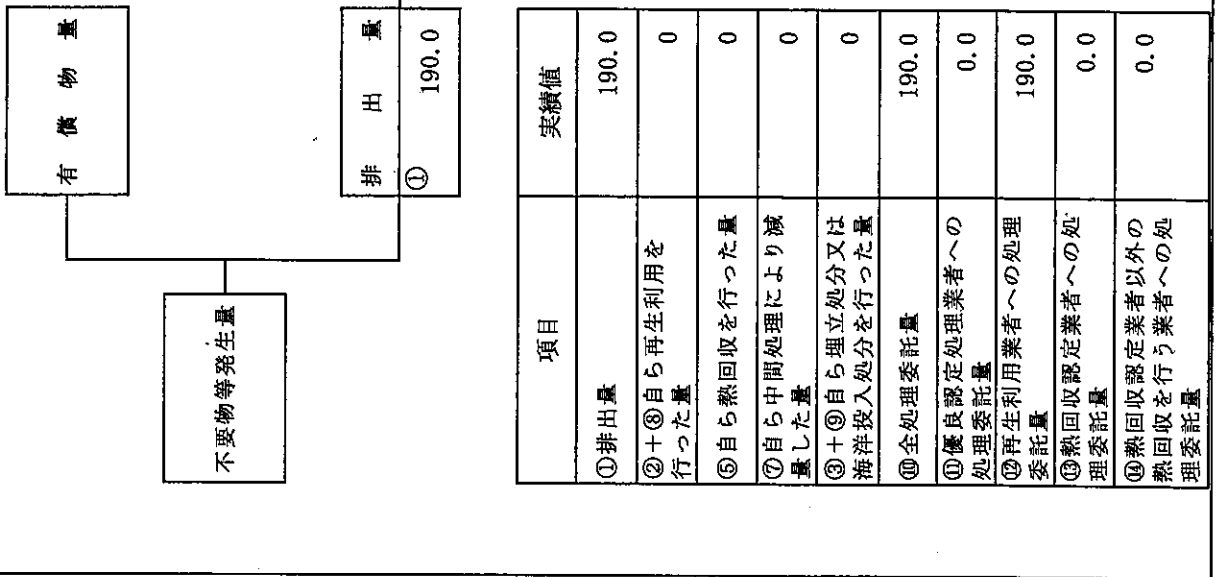 有償物量
不要物等発生量
排出量
①
190.0
項目
実績値
①排出量
190.0
②+⑧自ら再生利用を
行った量
0
⑤自ら熱回収を行った量
0
⑦自ら中間処理により減
量した量
0
③+⑨自ら埋立処分又は
海洋投入処分を行った量
0
⑩全処理委託量
190.0
⑪優良認定処理業者への
処理委託量
0.0
⑫再生利用業者への処理
委託量
190.0
⑬熱回収認定業者への処
理委託量
0.0
⑭熱回収認定業者以外の
熱回収を行う業者への処
理委託量
0.0